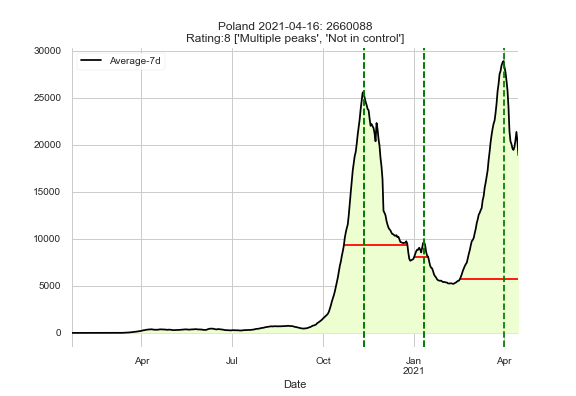 Poland 2021-04-16: 2660088
Rating:8 ['Multiple peaks', 'Not in control']
Average-7d
30000
25000
20000
15000
10000
5000
0
Apr
Jul
Oct
Jan
2021
Apr
Date